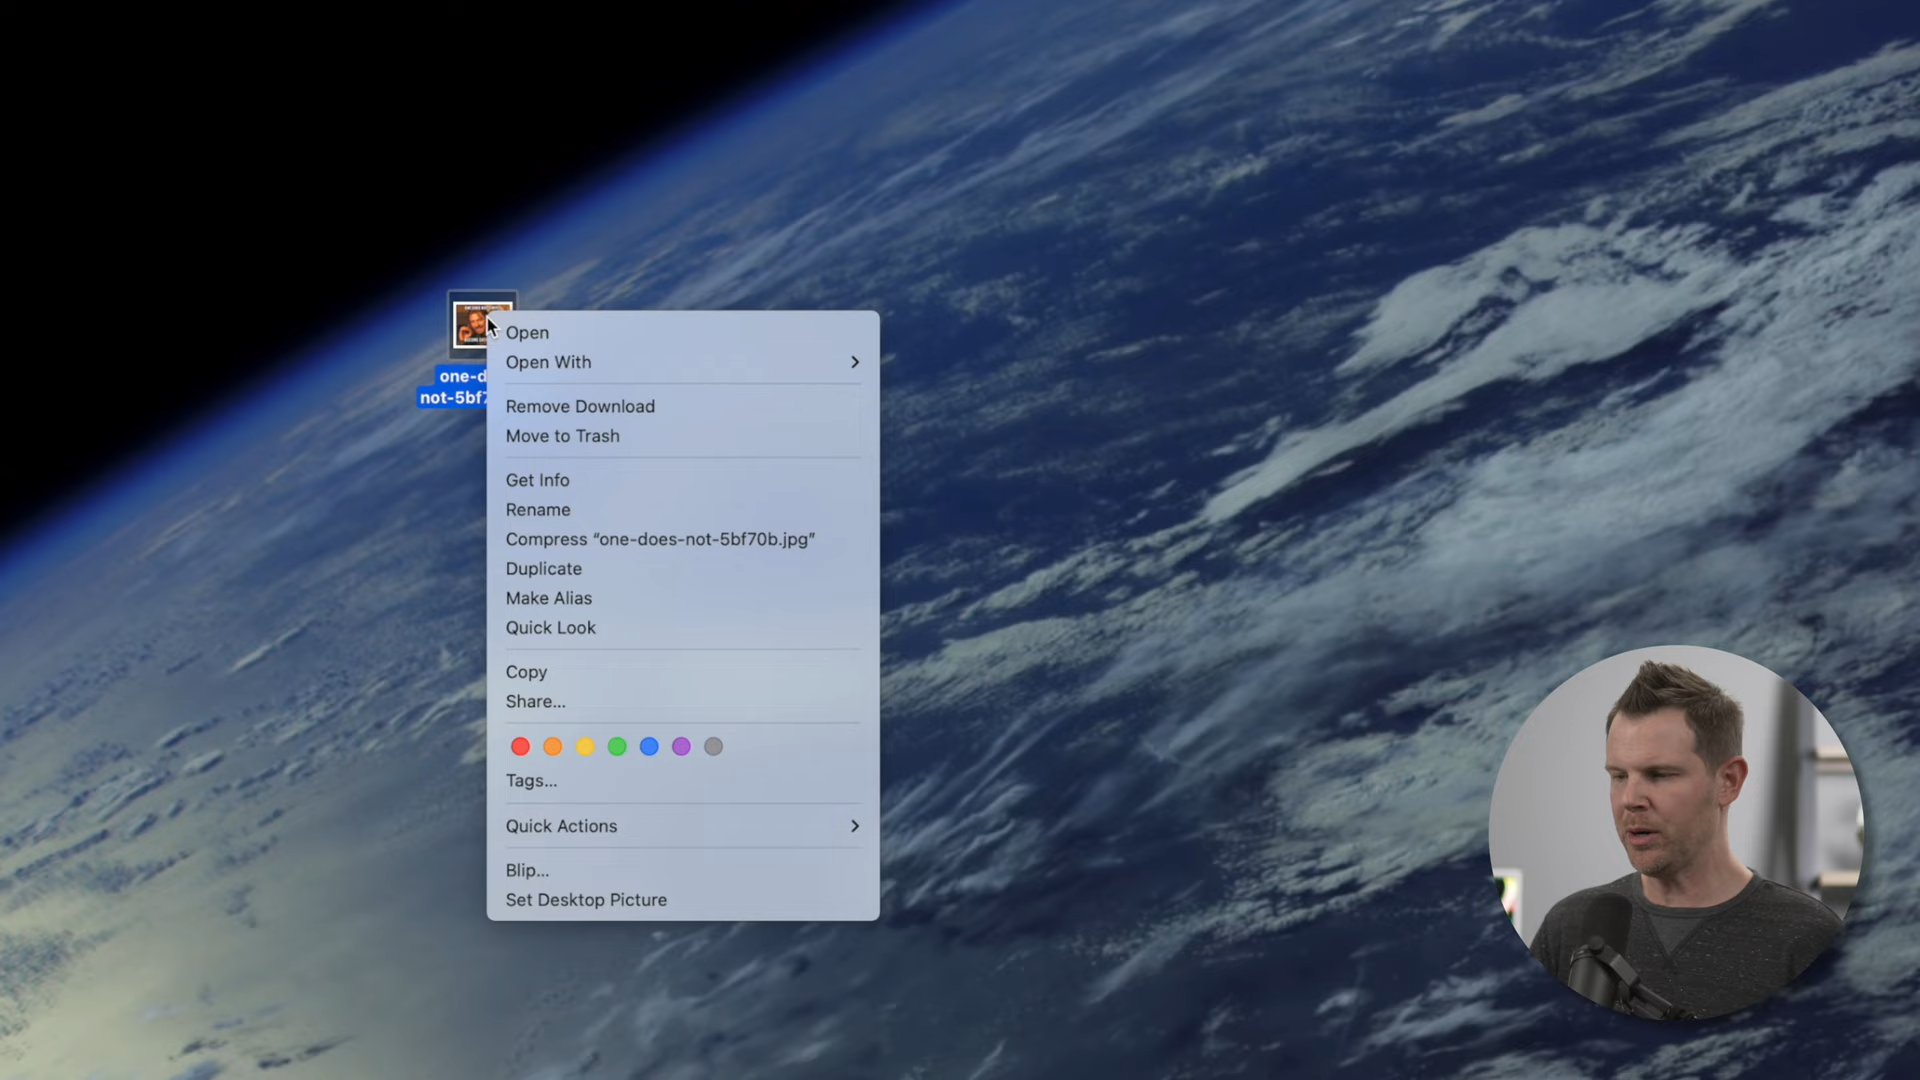 one-d
not-5bf7
Open
Open With
Remove Download
Move to Trash
Get Info
Rename
Compress “one-does-not-5bf70b.jpg”
Duplicate
Make Alias
Quick Look
Copy
Share...
Tags...
Quick Actions
Blip...
Set Desktop Picture